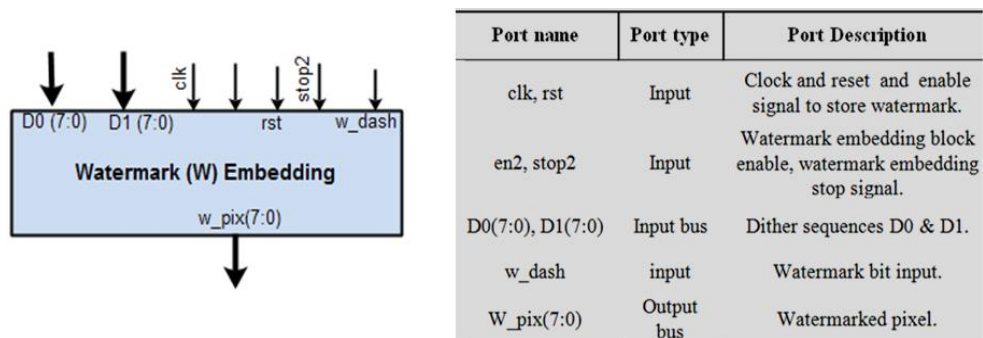 clk
stop2
D0 (7:0) D1 (7:0) rst w_dash
Watermark (W) Embedding
w_pix(7:0)
Port name Port type Port Description
clk, rst Input Clock and reset and enable
signal to store watermark.
en2, stop2 Input Watermark embedding block
enable, watermark embedding
stop signal.
D0(7:0), D1(7:0) Input bus Dither sequences D0 & D1.
w_dash input Watermark bit input.
W_pix(7:0) Output
bus Watermarked pixel.